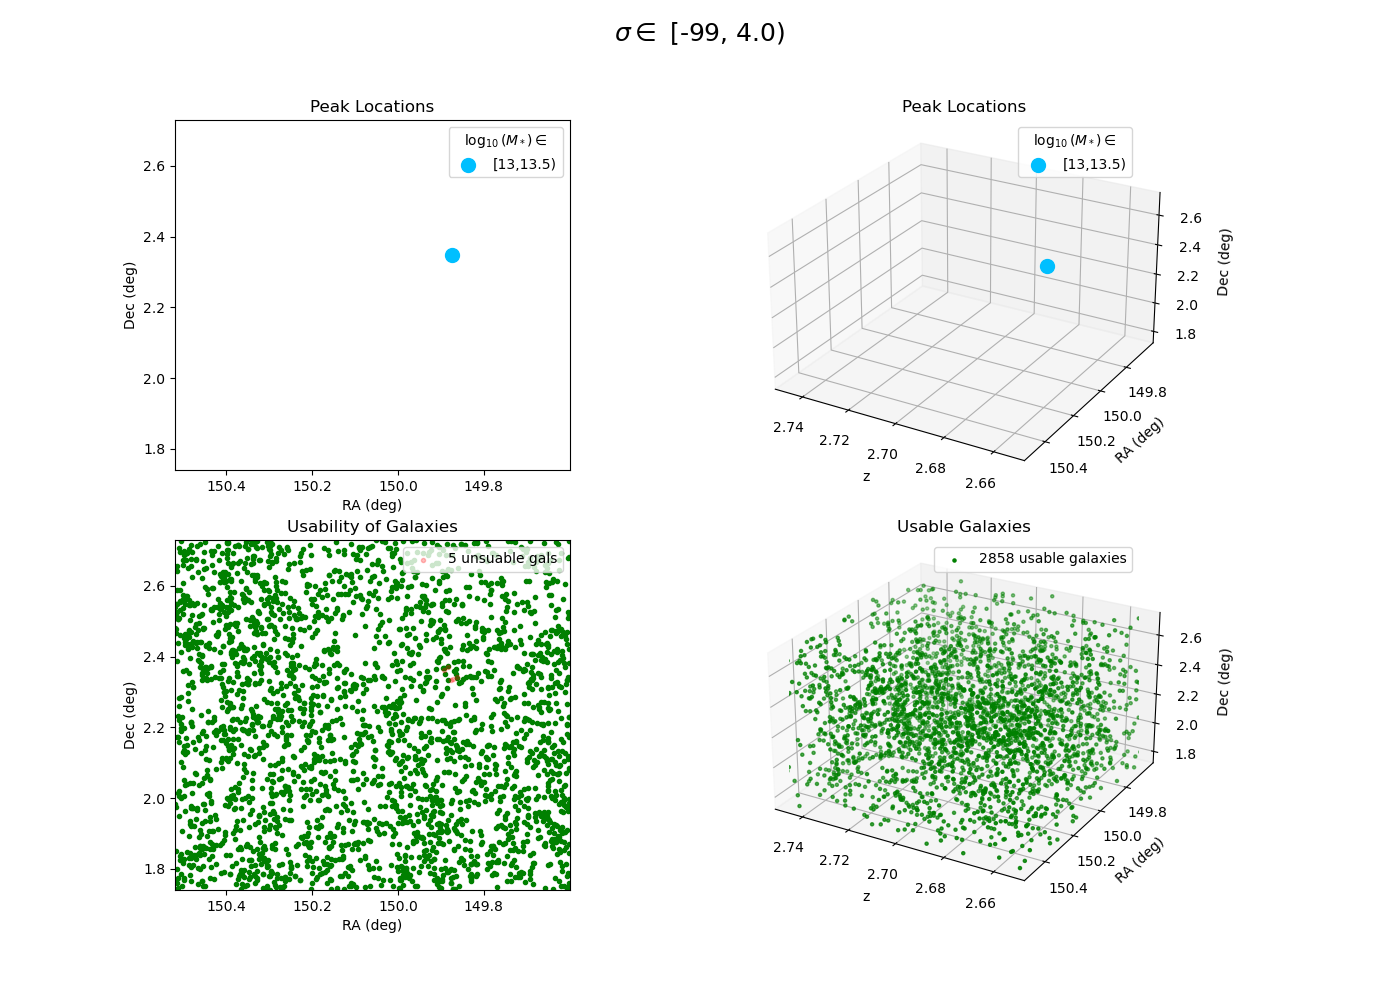 σ ∈ [-99, 4.0)
Peak Locations
log₁₀(M*) ∈
[13,13.5)
2.6
2.4
2.2
2.0
1.8
Dec (deg)
150.4 150.2 150.0 149.8
RA (deg)
Peak Locations
log₁₀(M*) ∈
[13,13.5)
2.6
2.4
2.2
2.0
1.8
Dec (deg)
149.8
150.0
150.2
150.4
RA (deg)
2.74
2.72
2.70
2.68
2.66
z
Usability of Galaxies
5 unsuable gals
2.6
2.4
2.2
2.0
1.8
Dec (deg)
150.4 150.2 150.0 149.8
RA (deg)
Usable Galaxies
2858 usable galaxies
2.6
2.4
2.2
2.0
1.8
Dec (deg)
149.8
150.0
150.2
150.4
RA (deg)
2.74
2.72
2.70
2.68
2.66
z